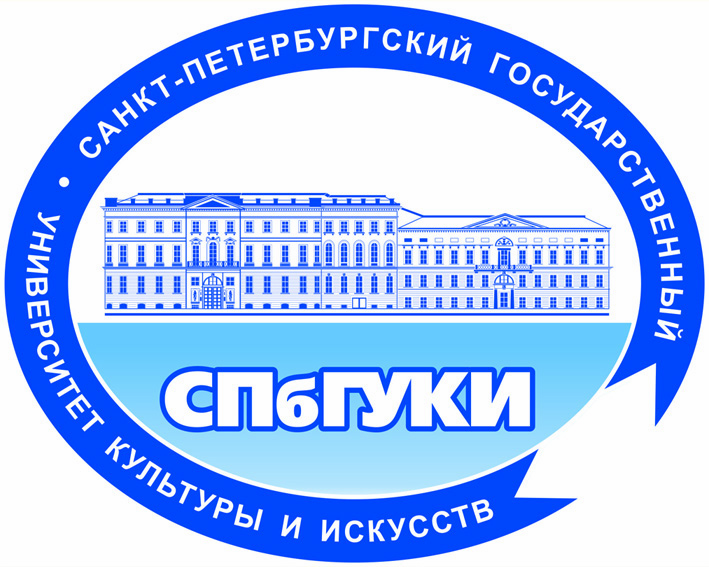 САНКТ-ПЕТЕРБУРГСКИЙ ГОСУДАРСТВЕННЫЙ
• УНИВЕРСИТЕТ КУЛЬТУРЫ И ИСКУССТВ
СПбГУКИ